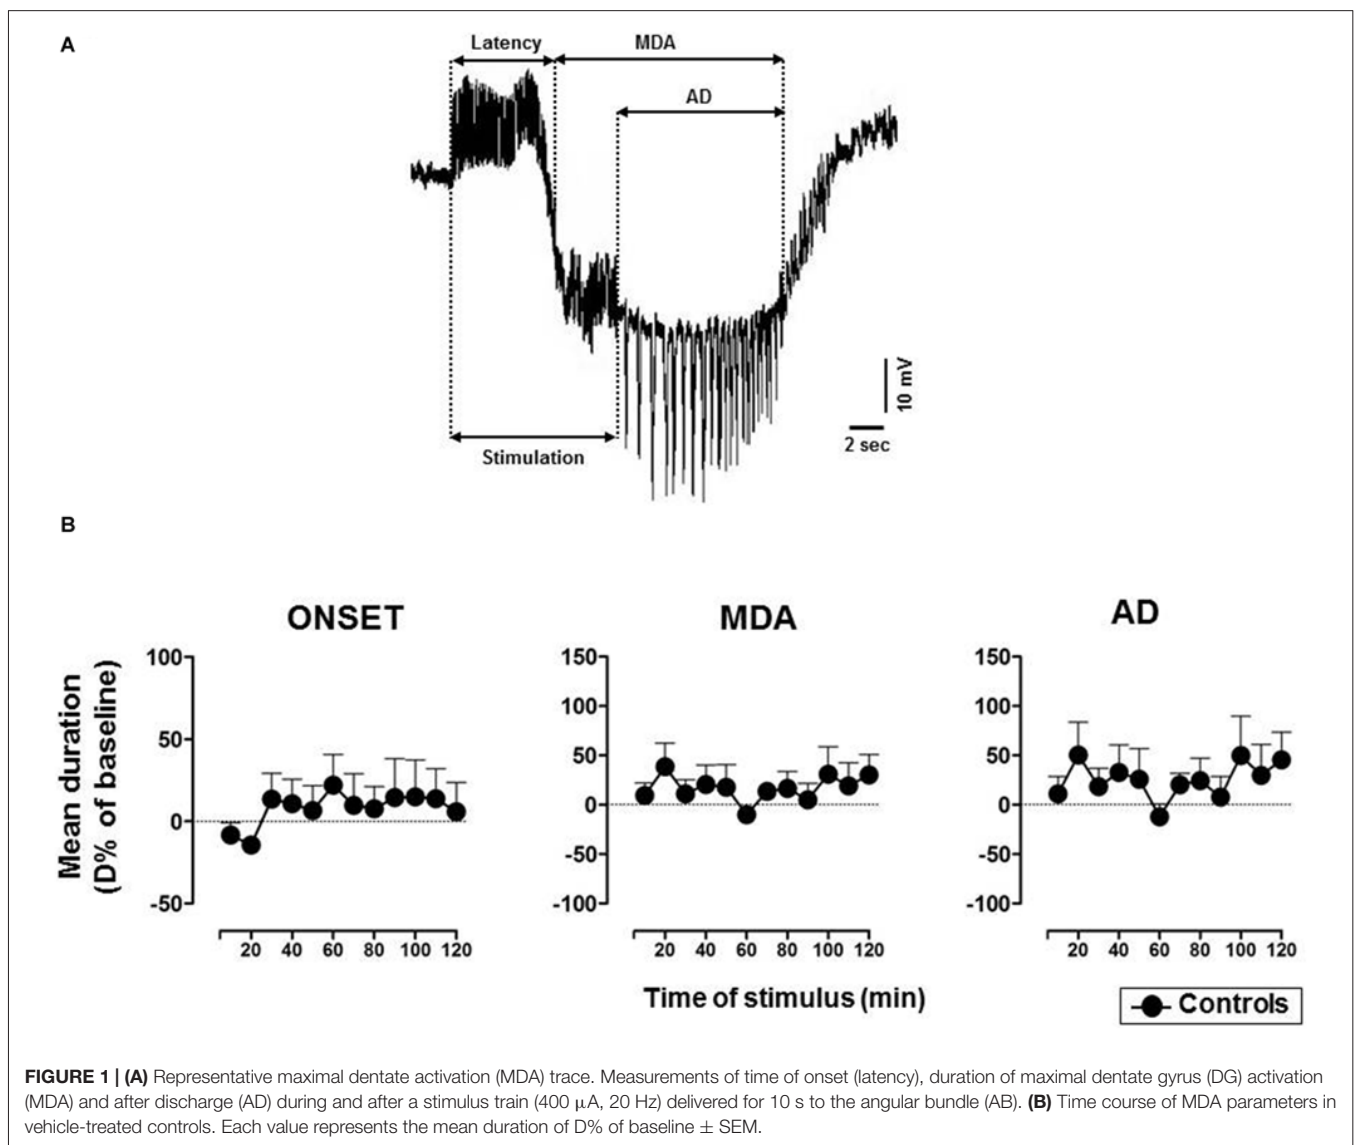 A
Latency
MDA
AD
10 mV
2 sec
Stimulation
B
ONSET
MDA
AD
Mean duration
(D% of baseline)
100
50
0
-50
20 40 60 80 100 120
150
100
50
0
-50
-100
20 40 60 80 100 120
150
100
50
0
-50
-100
20 40 60 80 100 120
Time of stimulus (min)
Controls
FIGURE 1 | (A) Representative maximal dentate activation (MDA) trace. Measurements of time of onset (latency), duration of maximal dentate gyrus (DG) activation
(MDA) and after discharge (AD) during and after a stimulus train (400 μA, 20 Hz) delivered for 10 s to the angular bundle (AB). (B) Time course of MDA parameters in
vehicle-treated controls. Each value represents the mean duration of D% of baseline ± SEM.